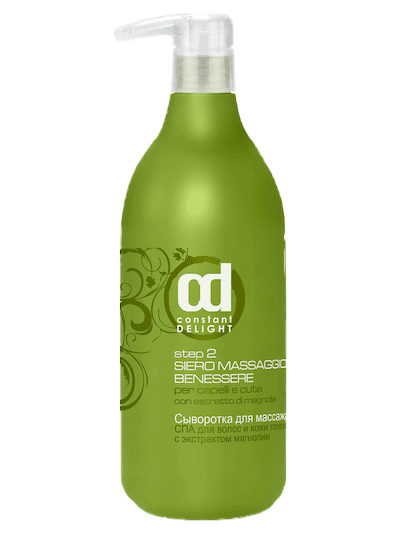 cd
constant
DELIGHT
step 2
SIERO MASSAGGIO
BENESSERE
per capelli e cute
con estratto di magnolia
Сыворотка для массажа
СПА для волос и кожи голов
с экстрактом магнолии